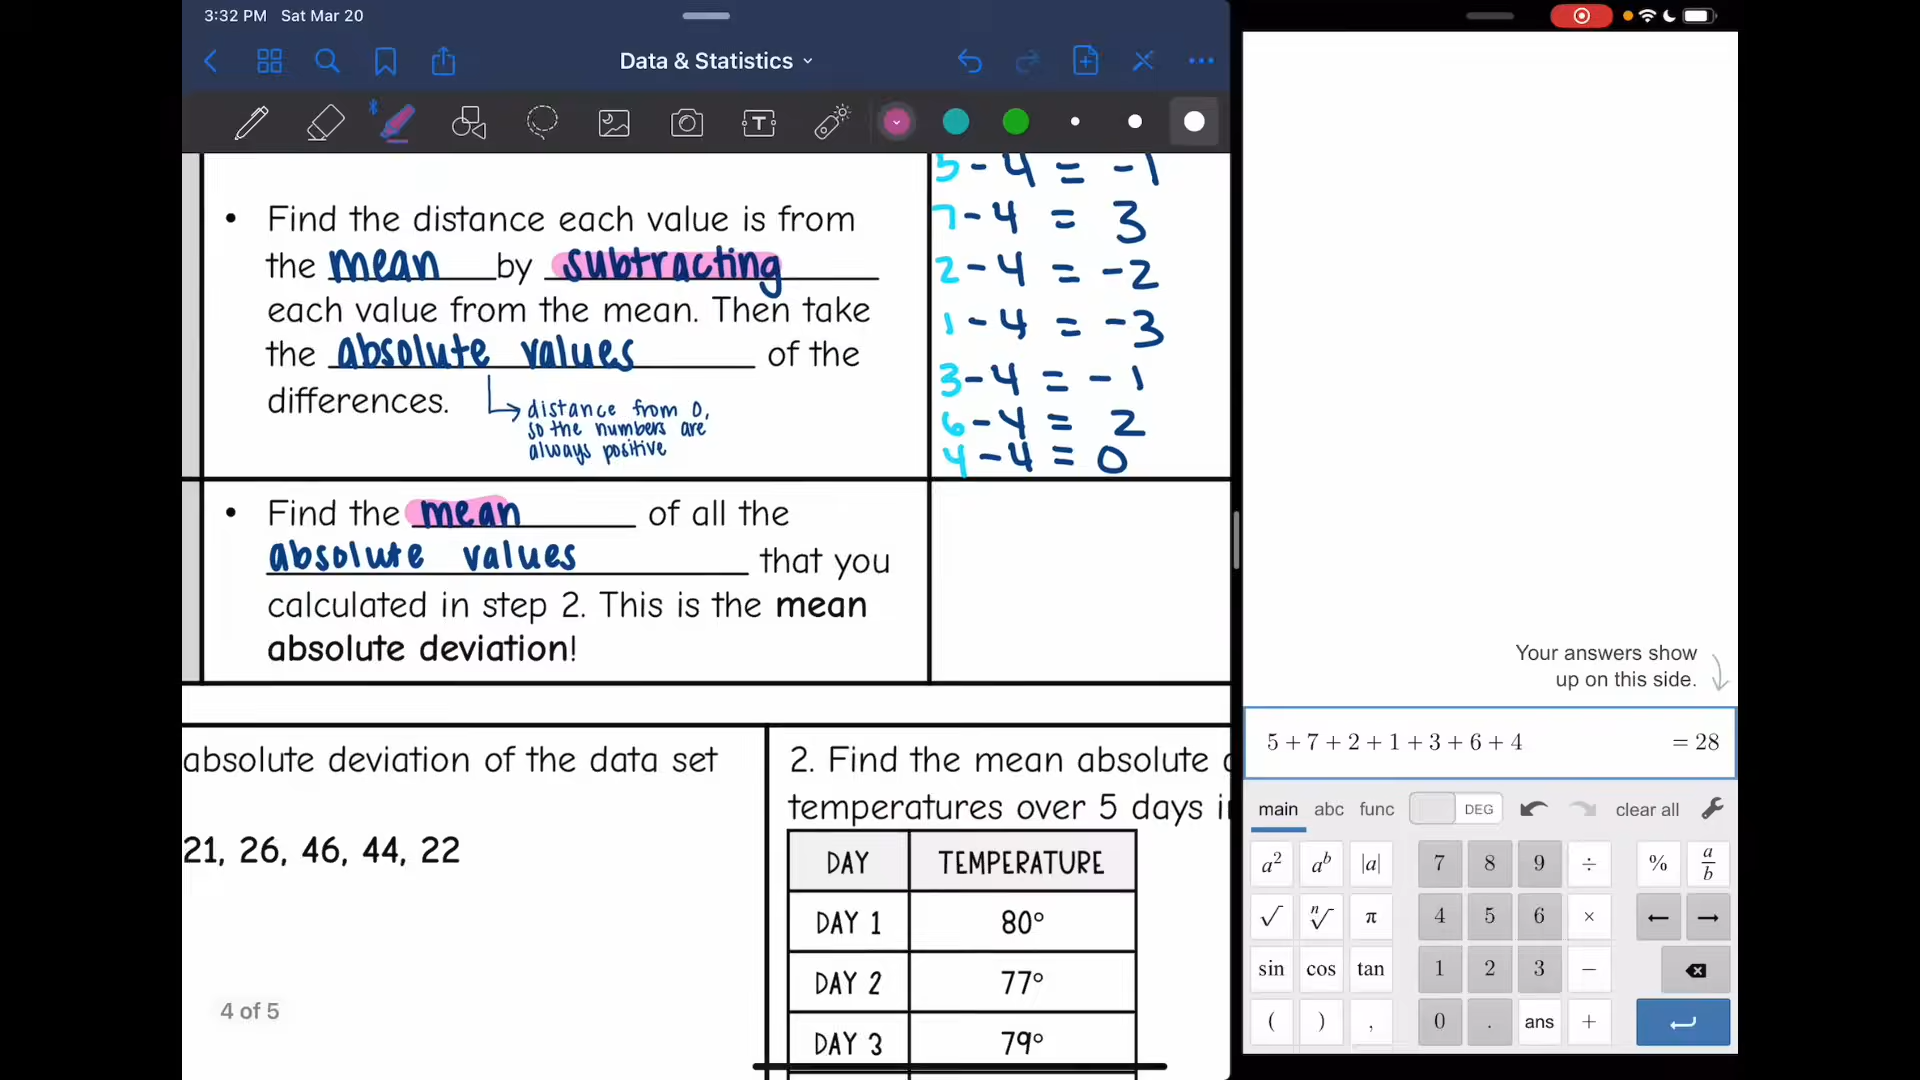 3:32 PM Sat Mar 20
Data & Statistics
T
• Find the distance each value is from
the mean by subtracting
each value from the mean. Then take
the absolute values of the
differences.
distance from 0,
so the numbers are
always positive
5 - 4 = -1
7 - 4 = 3
2 - 4 = -2
1 - 4 = -3
3 - 4 = -1
6 - 4 = 2
4 - 4 = 0
• Find the mean of all the
absolute values that you
calculated in step 2. This is the mean
absolute deviation!
absolute deviation of the data set
21, 26, 46, 44, 22
4 of 5
2. Find the mean absolute
temperatures over 5 days
DAY TEMPERATURE
DAY 1 80°
DAY 2 77°
DAY 3 79°
Your answers show
up on this side.
5 + 7 + 2 + 1 + 3 + 6 + 4 = 28
main abc func DEG clear all
a² aᵇ |a| 7 8 9 ÷ % a/b
√ ⁿ√ π 4 5 6 × ← →
sin cos tan 1 2 3 −
( ) , 0 . ans +